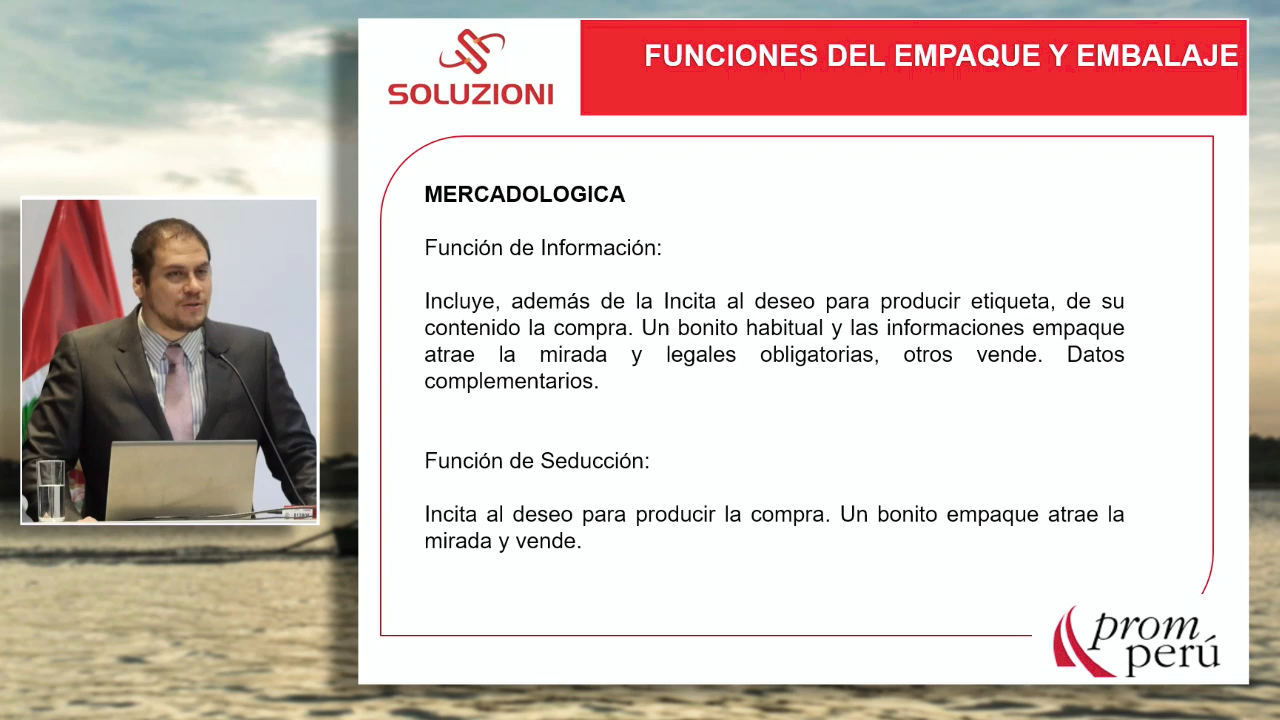 SOLUZIONI
FUNCIONES DEL EMPAQUE Y EMBALAJE
MERCADOLOGICA
Función de Información:
Incluye, además de la Incita al deseo para producir etiqueta, de su
contenido la compra. Un bonito habitual y las informaciones empaque
atrae la mirada y legales obligatorias, otros vende. Datos
complementarios.
Función de Seducción:
Incita al deseo para producir la compra. Un bonito empaque atrae la
mirada y vende.
prom
perú